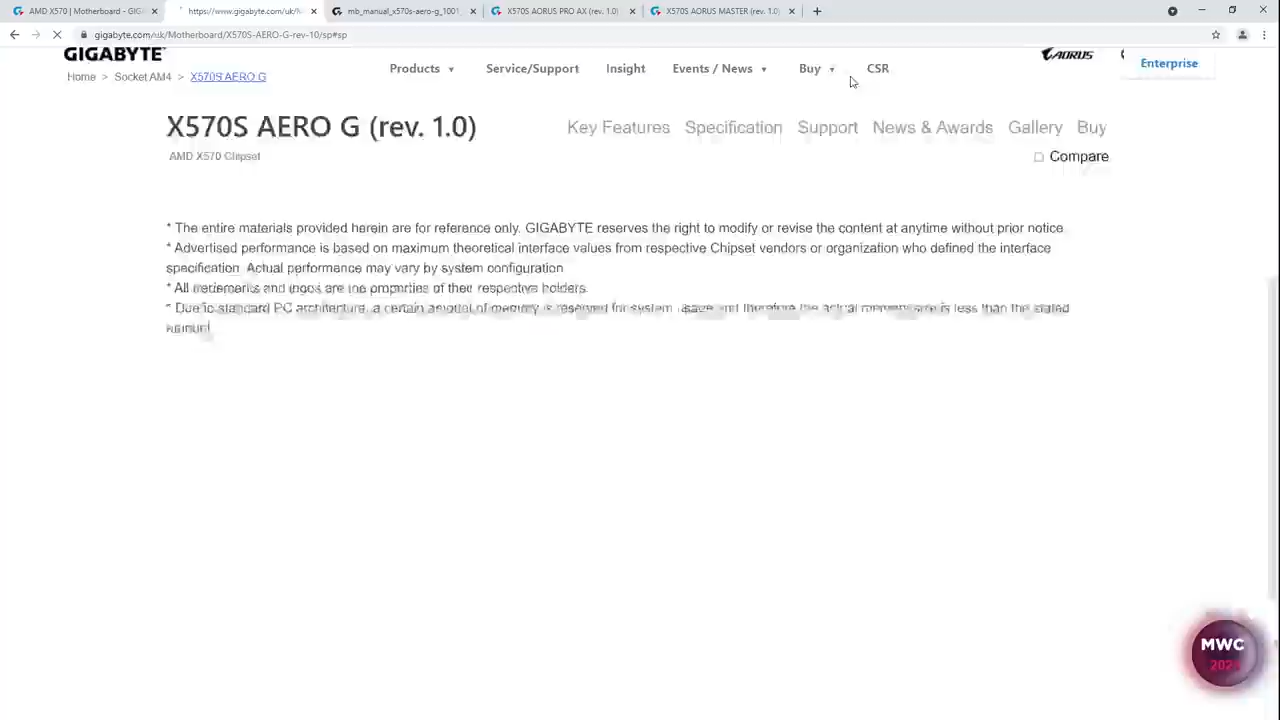 AMD X570 | Motherboard - GIG
https://www.gigabyte.com/uk/M
mb_manual_x570s-aero-g_1001_
X570S AORUS PRO AX (rev. 1.0)
X570S AORUS MASTER (rev. 1.0)
gigabyte.com/uk/Motherboard/X570S-AERO-G-rev-10/sp#sp
GIGABYTE
Products
Service/Support
Insight
Events / News
Buy
CSR
AORUS
Enterprise
Home > Socket AM4 > X570S AERO G
X570S AERO G (rev. 1.0)
Key Features Specification Support News & Awards Gallery Buy
AMD X570 Chipset
Compare
* The entire materials provided herein are for reference only. GIGABYTE reserves the right to modify or revise the content at anytime without prior notice.
* Advertised performance is based on maximum theoretical interface values from respective Chipset vendors or organization who defined the interface
specification. Actual performance may vary by system configuration.
* All trademarks and logos are the properties of their respective holders.
* Due to standard PC architecture, a certain amount of memory is reserved for system usage and therefore the actual memory size is less than the stated
amount.
MWC